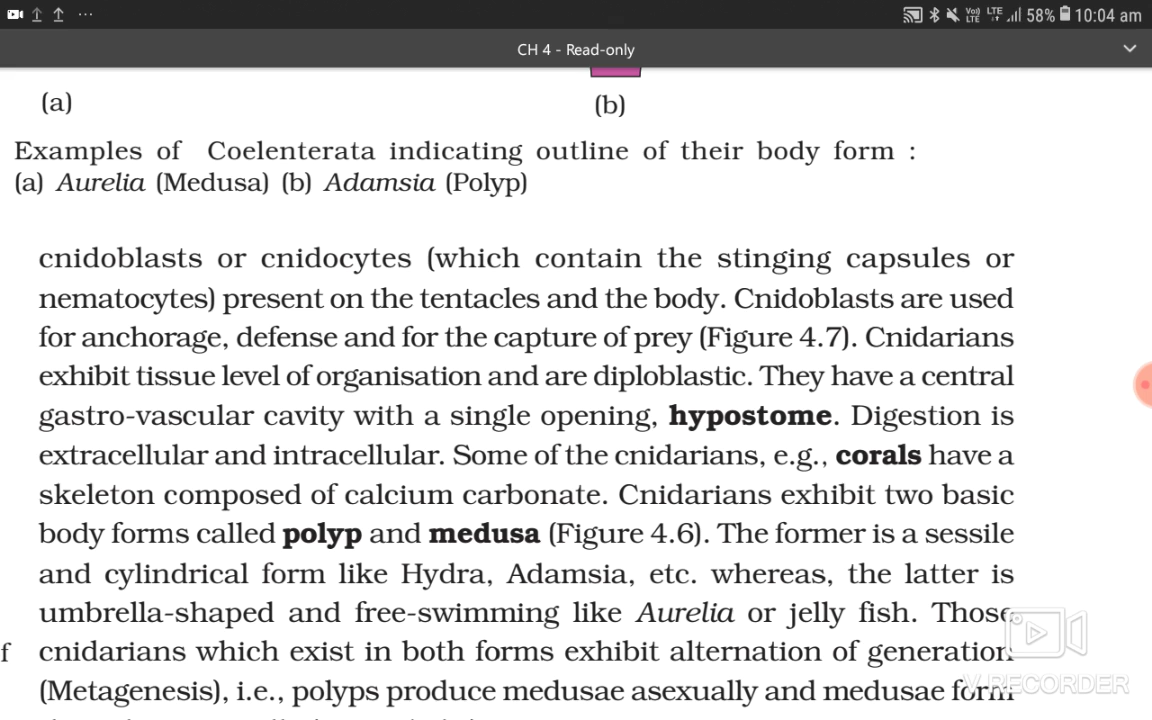 58% 10:04 am
CH 4 - Read-only
(a) (b)
Examples of Coelenterata indicating outline of their body form :
(a) Aurelia (Medusa) (b) Adamsia (Polyp)
cnidoblasts or cnidocytes (which contain the stinging capsules or
nematocytes) present on the tentacles and the body. Cnidoblasts are used
for anchorage, defense and for the capture of prey (Figure 4.7). Cnidarians
exhibit tissue level of organisation and are diploblastic. They have a central
gastro-vascular cavity with a single opening, hypostome. Digestion is
extracellular and intracellular. Some of the cnidarians, e.g., corals have a
skeleton composed of calcium carbonate. Cnidarians exhibit two basic
body forms called polyp and medusa (Figure 4.6). The former is a sessile
and cylindrical form like Hydra, Adamsia, etc. whereas, the latter is
umbrella-shaped and free-swimming like Aurelia or jelly fish. Those
f cnidarians which exist in both forms exhibit alternation of generation
(Metagenesis), i.e., polyps produce medusae asexually and medusae form
V.RECORDER